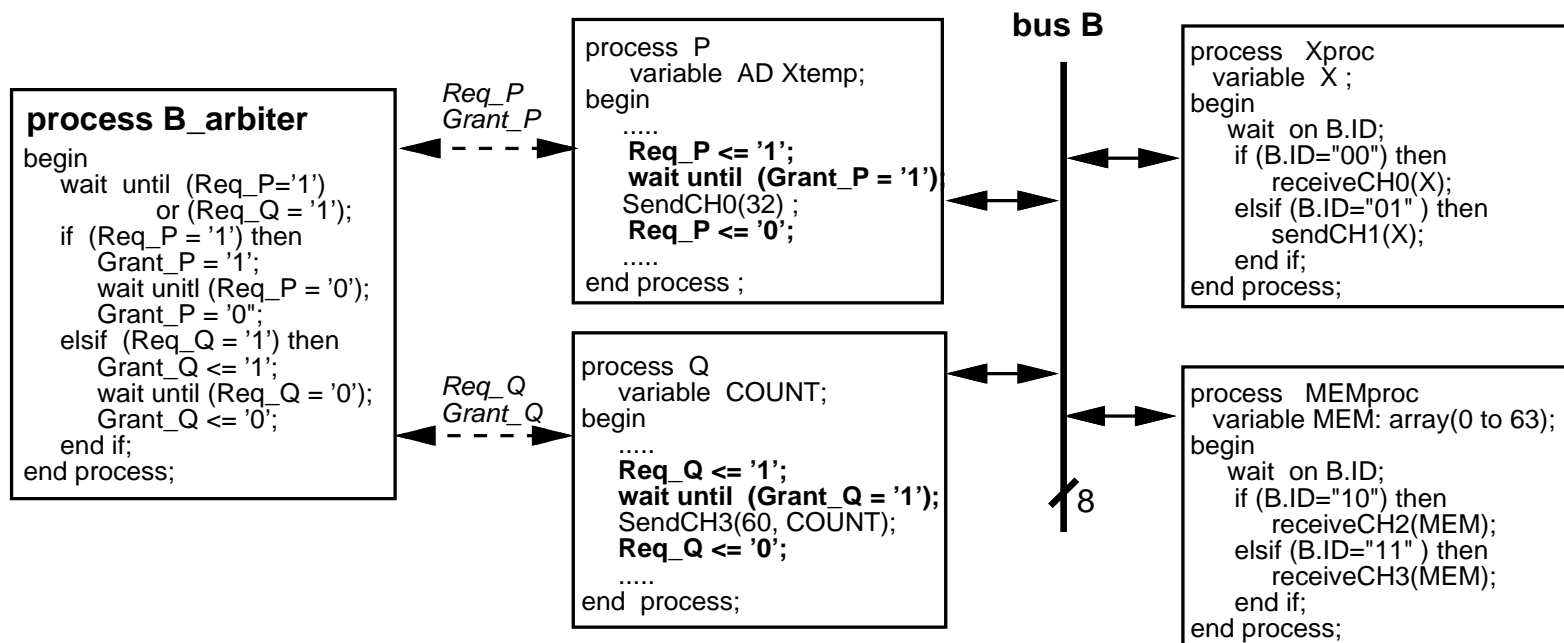 process B_arbiter
begin
wait until (Req_P='1')
or (Req_Q = '1');
if (Req_P = '1') then
Grant_P = '1';
wait unitl (Req_P = '0');
Grant_P = '0";
elsif (Req_Q = '1') then
Grant_Q <= '1';
wait until (Req_Q = '0');
Grant_Q <= '0';
end if;
end process;
Req_P
Grant_P
Req_Q
Grant_Q
process P
variable AD Xtemp;
begin
.....
Req_P <= '1';
wait until (Grant_P = '1');
SendCH0(32) ;
Req_P <= '0';
.....
end process ;
process Q
variable COUNT;
begin
.....
Req_Q <= '1';
wait until (Grant_Q = '1');
SendCH3(60, COUNT);
Req_Q <= '0';
.....
end process;
bus B
8
process Xproc
variable X ;
begin
wait on B.ID;
if (B.ID="00") then
receiveCH0(X);
elsif (B.ID="01" ) then
sendCH1(X);
end if;
end process;
process MEMproc
variable MEM: array(0 to 63);
begin
wait on B.ID;
if (B.ID="10") then
receiveCH2(MEM);
elsif (B.ID="11" ) then
receiveCH3(MEM);
end if;
end process;